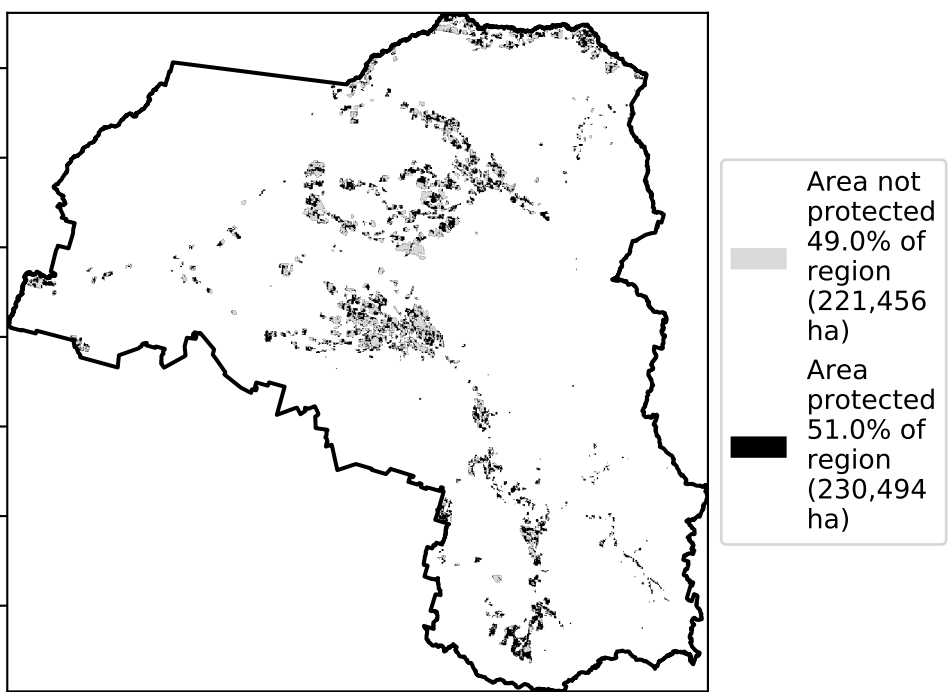 Area not
protected
49.0% of
region
(221,456
ha)
Area
protected
51.0% of
region
(230,494
ha)